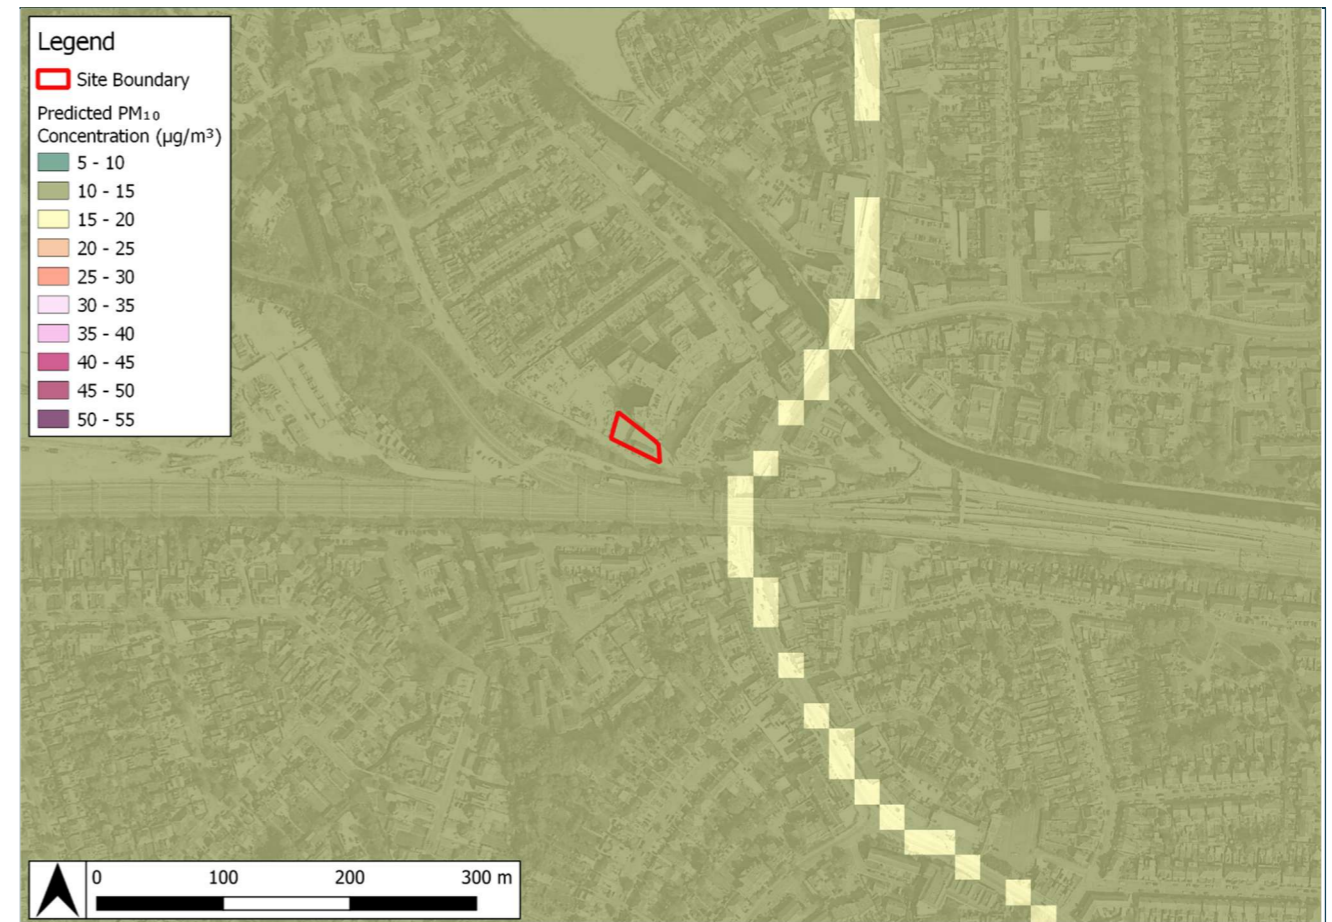 Legend
Site Boundary
Predicted PM₁₀
Concentration (µg/m³)
5 - 10
10 - 15
15 - 20
20 - 25
25 - 30
30 - 35
35 - 40
40 - 45
45 - 50
50 - 55
0 100 200 300 m